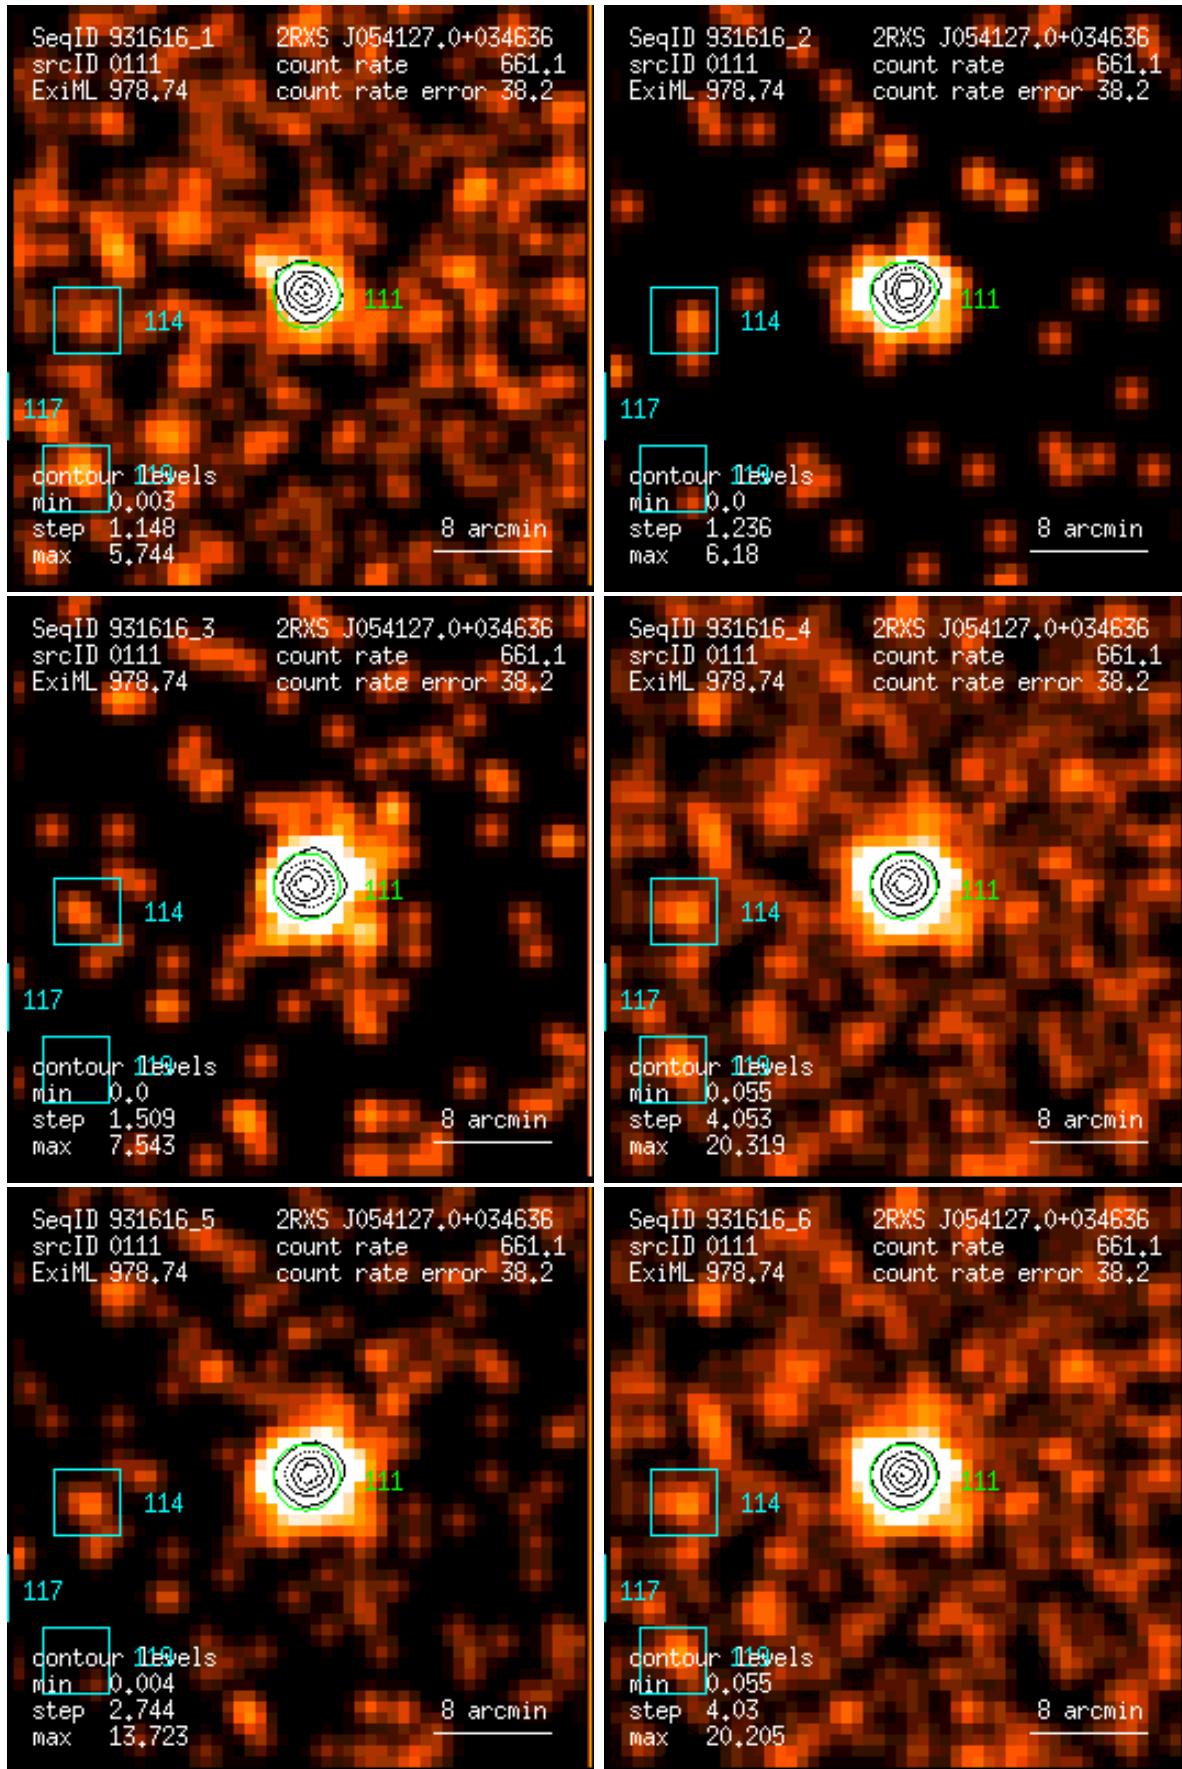 SeqID 931616_1 2RXS J054127.0+034636
srcID 0111 count rate 661.1
ExiML 978.74 count rate error 38.2
111
114
117
contour levels 119
min 0.003
step 1.148 8 arcmin
max 5.744
SeqID 931616_2 2RXS J054127.0+034636
srcID 0111 count rate 661.1
ExiML 978.74 count rate error 38.2
111
114
117
contour levels 119
min 0.0
step 1.236 8 arcmin
max 6.18
SeqID 931616_3 2RXS J054127.0+034636
srcID 0111 count rate 661.1
ExiML 978.74 count rate error 38.2
111
114
117
contour levels 119
min 0.0
step 1.509 8 arcmin
max 7.543
SeqID 931616_4 2RXS J054127.0+034636
srcID 0111 count rate 661.1
ExiML 978.74 count rate error 38.2
111
114
117
contour levels 119
min 0.055
step 4.053 8 arcmin
max 20.319
SeqID 931616_5 2RXS J054127.0+034636
srcID 0111 count rate 661.1
ExiML 978.74 count rate error 38.2
111
114
117
contour levels 119
min 0.004
step 2.744 8 arcmin
max 13.723
SeqID 931616_6 2RXS J054127.0+034636
srcID 0111 count rate 661.1
ExiML 978.74 count rate error 38.2
111
114
117
contour levels 119
min 0.055
step 4.03 8 arcmin
max 20.205